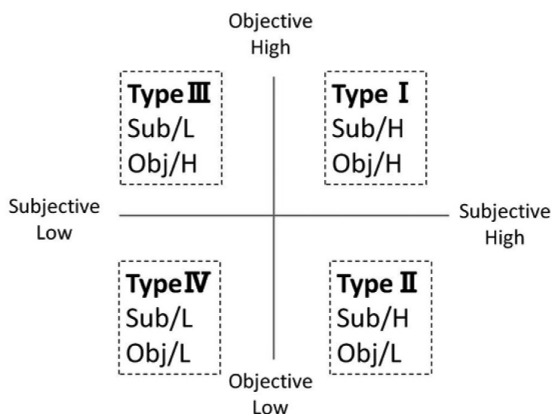 Objective
High
Type Ⅲ
Sub/L
Obj/H
Type Ⅰ
Sub/H
Obj/H
Subjective
Low
Subjective
High
Type Ⅳ
Sub/L
Obj/L
Type Ⅱ
Sub/H
Obj/L
Objective
Low